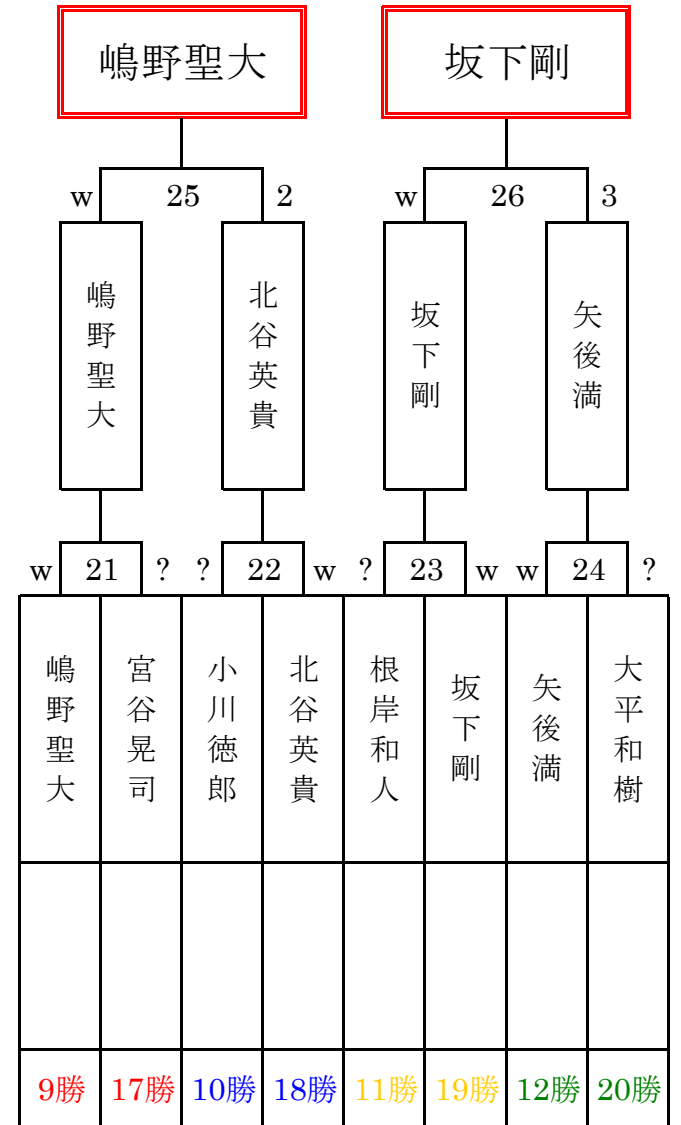 嶋野聖大 坂下剛
w 25 2 w 26 3
嶋野聖大 北谷英貴 坂下剛 矢後満
w 21 ? ? 22 w ? 23 w w 24 ?
嶋野聖大 宮谷晃司 小川徳郎 北谷英貴 根岸和人 坂下剛 矢後満 大平和樹
9勝 17勝 10勝 18勝 11勝 19勝 12勝 20勝